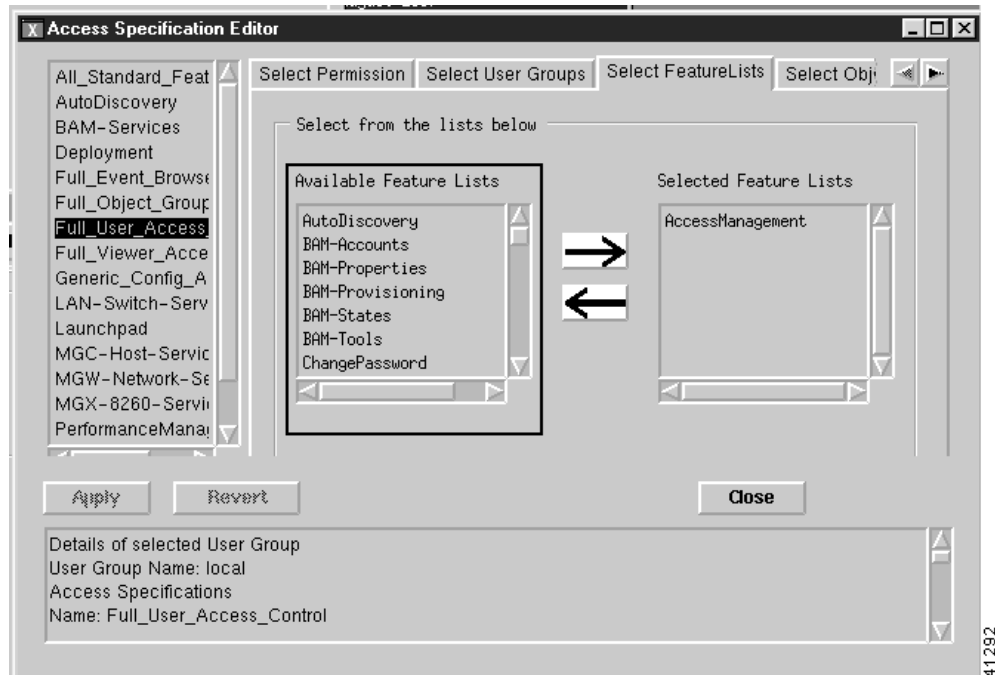 X Access Specification Editor
All_Standard_Feat
AutoDiscovery
BAM-Services
Deployment
Full_Event_Browse
Full_Object_Group
Full_User_Access_
Full_Viewer_Acce
Generic_Config_A
LAN-Switch-Serv
Launchpad
MGC-Host-Servic
MGW-Network-Se
MGX-8260-Servi
PerformanceMana
Select Permission
Select User Groups
Select FeatureLists
Select Obj
Select from the lists below
Available Feature Lists
AutoDiscovery
BAM-Accounts
BAM-Properties
BAM-Provisioning
BAM-States
BAM-Tools
ChangePassword
Selected Feature Lists
AccessManagement
Apply
Revert
Close
Details of selected User Group
User Group Name: local
Access Specifications
Name: Full_User_Access_Control
41292